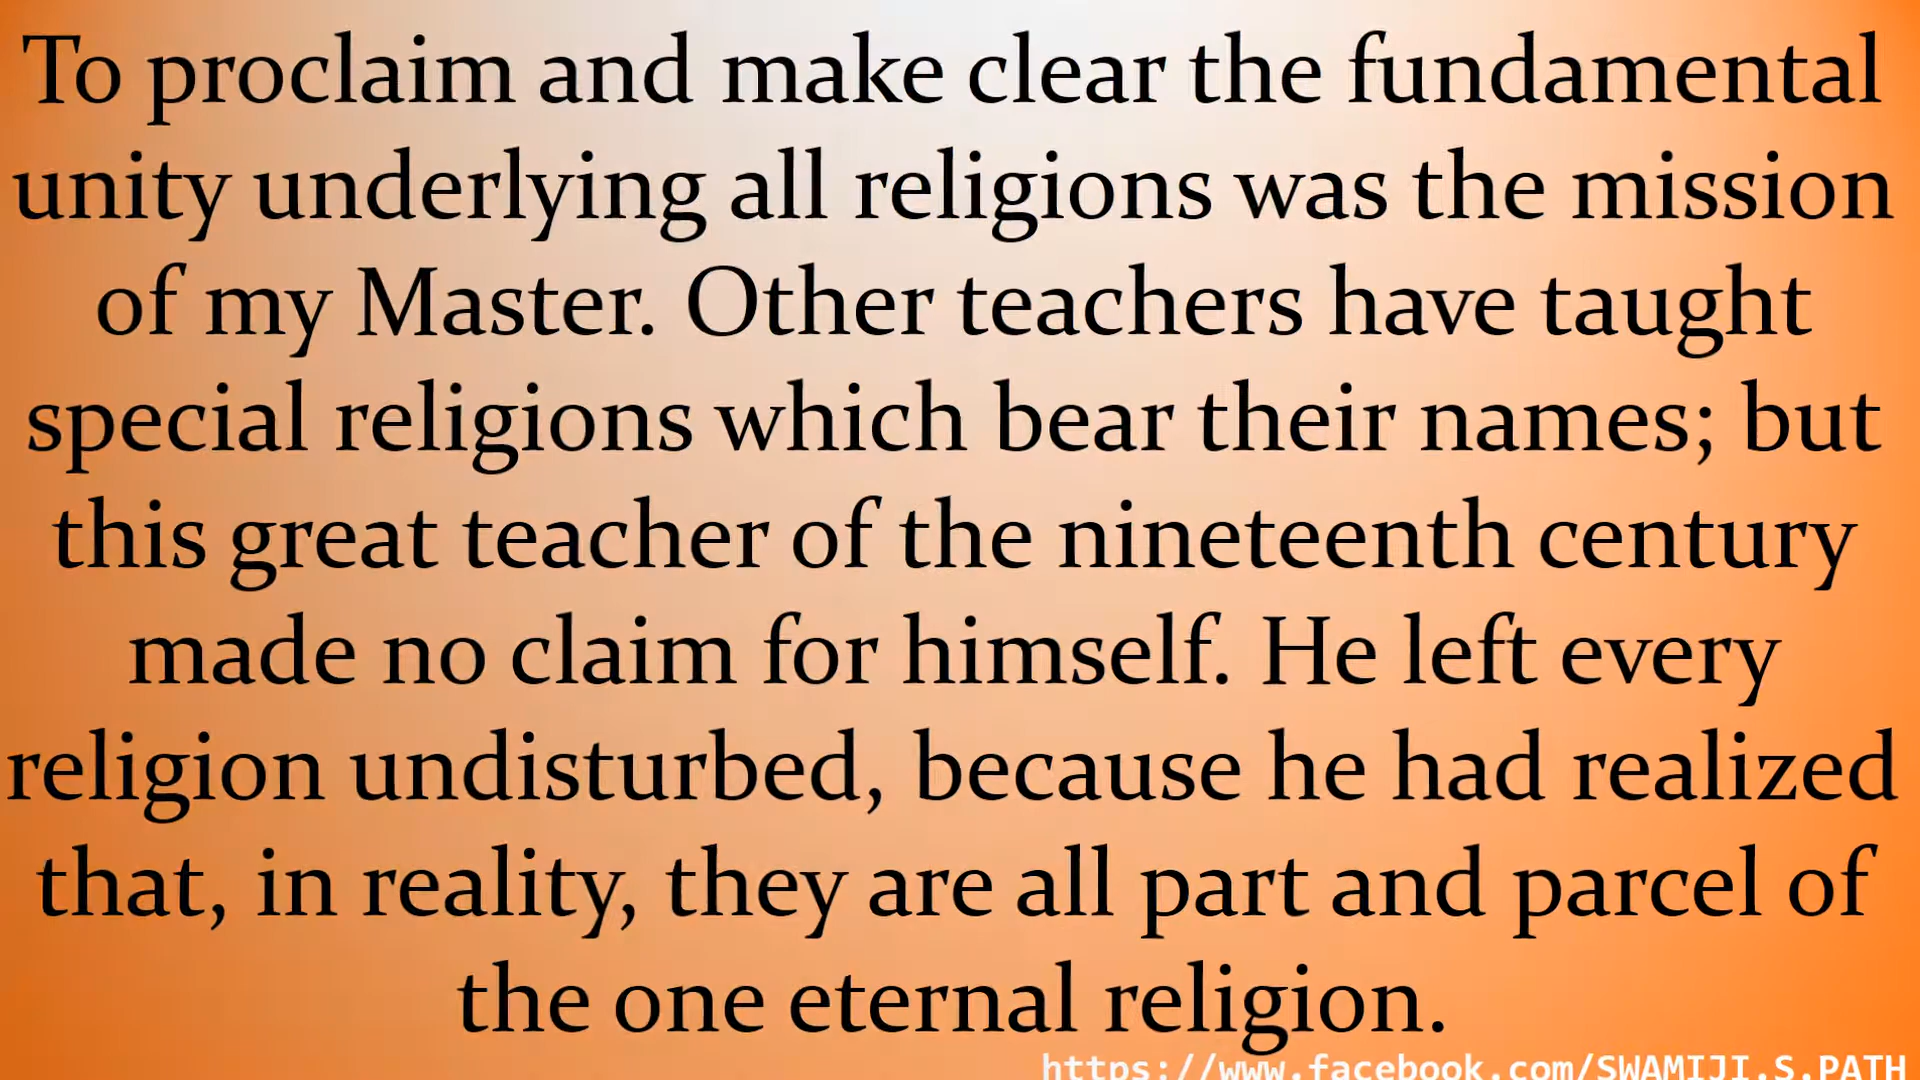 To proclaim and make clear the fundamental
unity underlying all religions was the mission
of my Master. Other teachers have taught
special religions which bear their names; but
this great teacher of the nineteenth century
made no claim for himself. He left every
religion undisturbed, because he had realized
that, in reality, they are all part and parcel of
the one eternal religion.
https://www.facebook.com/SWAMIJI.S.PATH